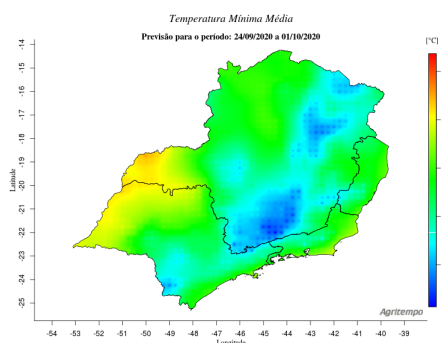 Temperatura Mínima Média
Previsão para o período: 24/09/2020 a 01/10/2020
[°C]
Latitude
-14
-15
-16
-17
-18
-19
-20
-21
-22
-23
-24
-25
Agritempo
-54 -53 -52 -51 -50 -49 -48 -47 -46 -45 -44 -43 -42 -41 -40 -39
Longitude